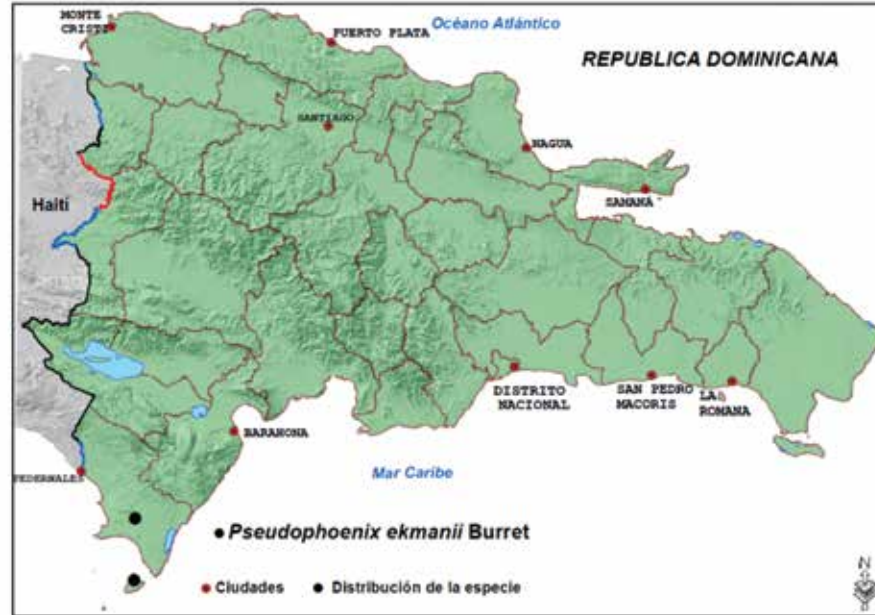 MONTE
CRISTI
PUERTO PLATA
Océano Atlántico
REPUBLICA DOMINICANA
SANTIAGO
NAGUA
SAMANA
Haití
DISTRITO
NACIONAL
SAN PEDRO
MACORIS
LA
ROMANA
BARAHONA
PEDERNALES
Mar Caribe
Pseudophoenix ekmanii Burret
Ciudades
Distribución de la especie
N